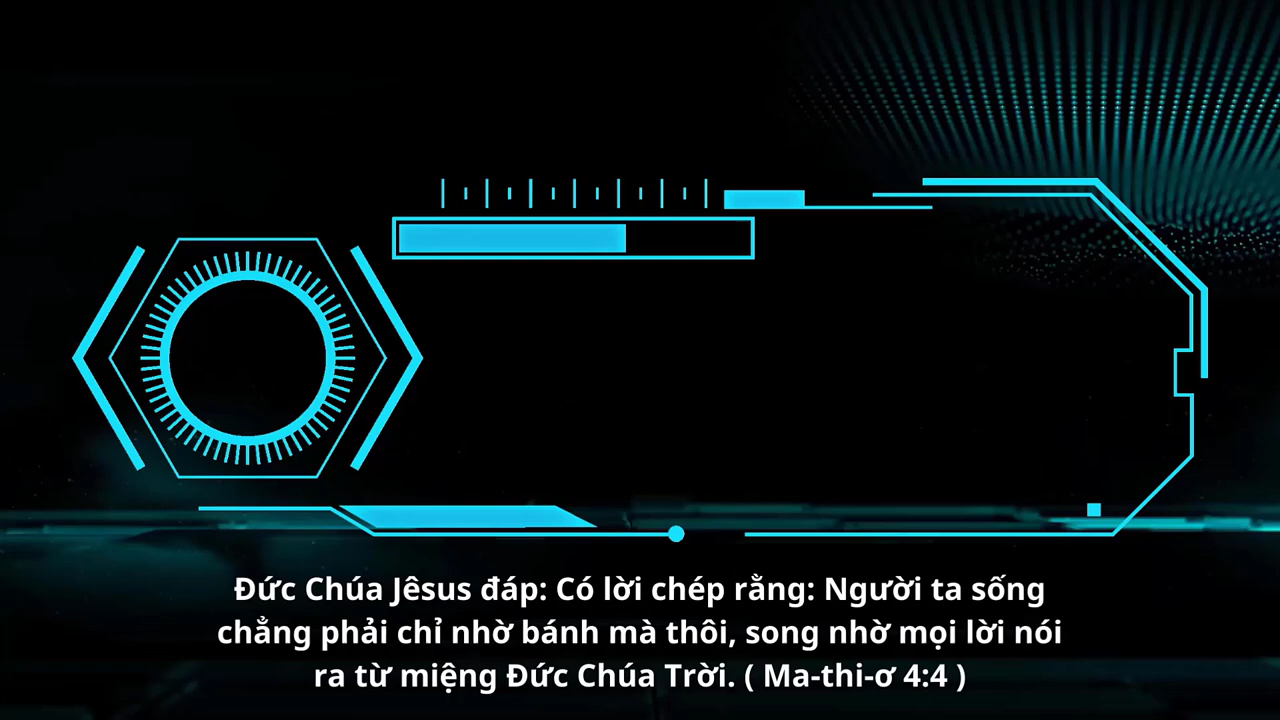 Đức Chúa Jêsus đáp: Có lời chép rằng: Người ta sống
chẳng phải chỉ nhờ bánh mà thôi, song nhờ mọi lời nói
ra từ miệng Đức Chúa Trời. ( Ma-thi-ơ 4:4 )